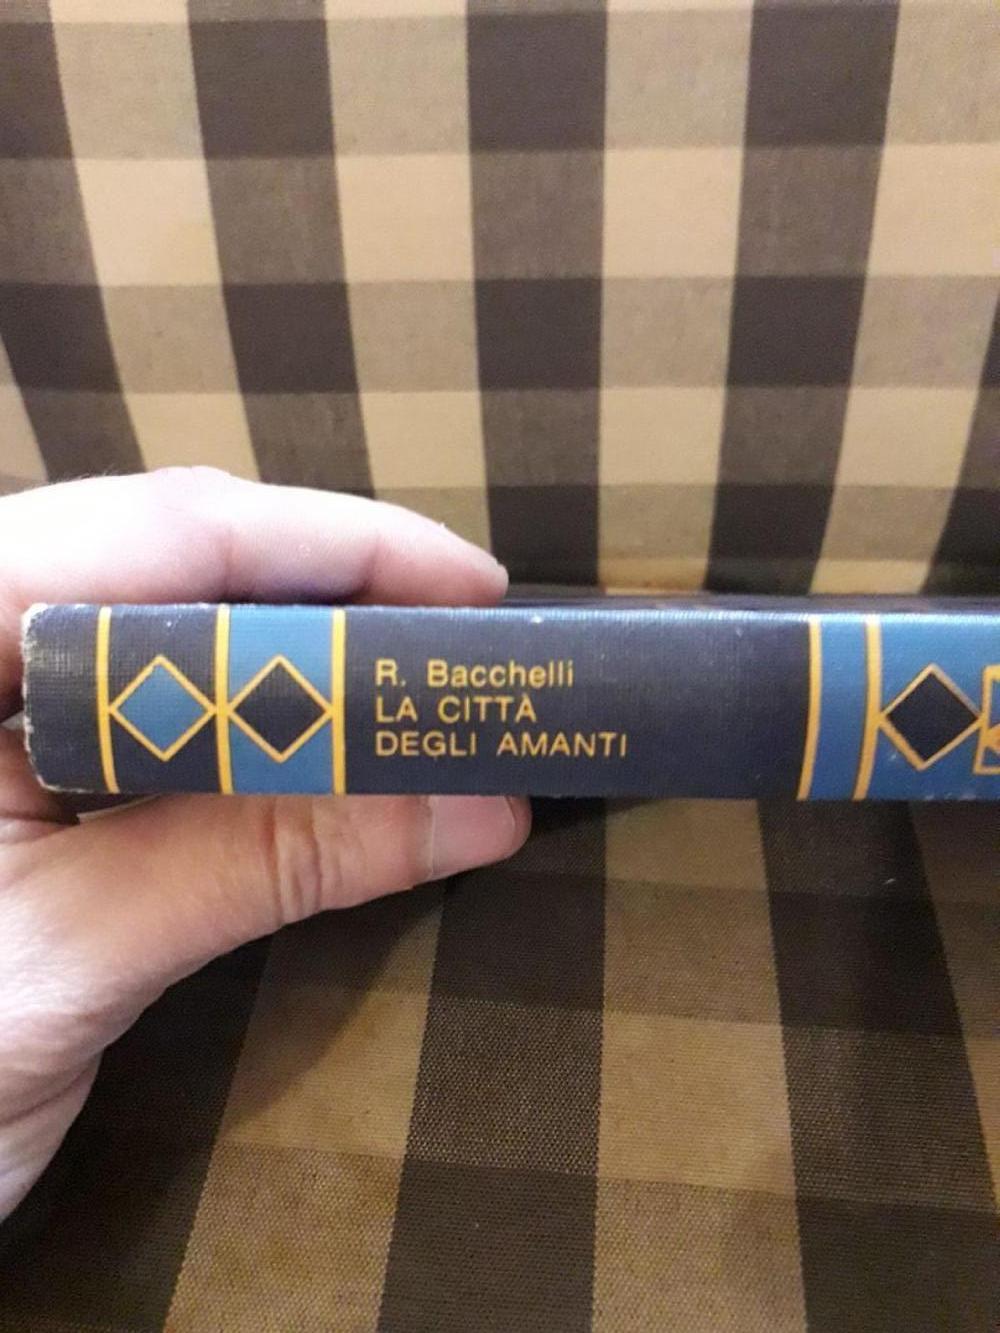 R. Bacchelli
LA CITTÀ
DEGLI AMANTI